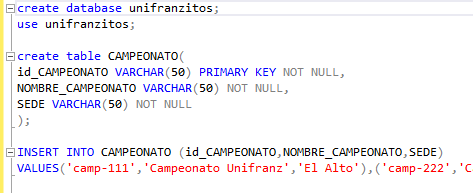 create database unifranzitos;
use unifranzitos;
create table CAMPEONATO(
id_CAMPEONATO VARCHAR(50) PRIMARY KEY NOT NULL,
NOMBRE_CAMPEONATO VARCHAR(50) NOT NULL,
SEDE VARCHAR(50) NOT NULL
);
INSERT INTO CAMPEONATO (id_CAMPEONATO,NOMBRE_CAMPEONATO,SEDE)
VALUES('camp-111','Campeonato Unifranz','El Alto'),('camp-222','C